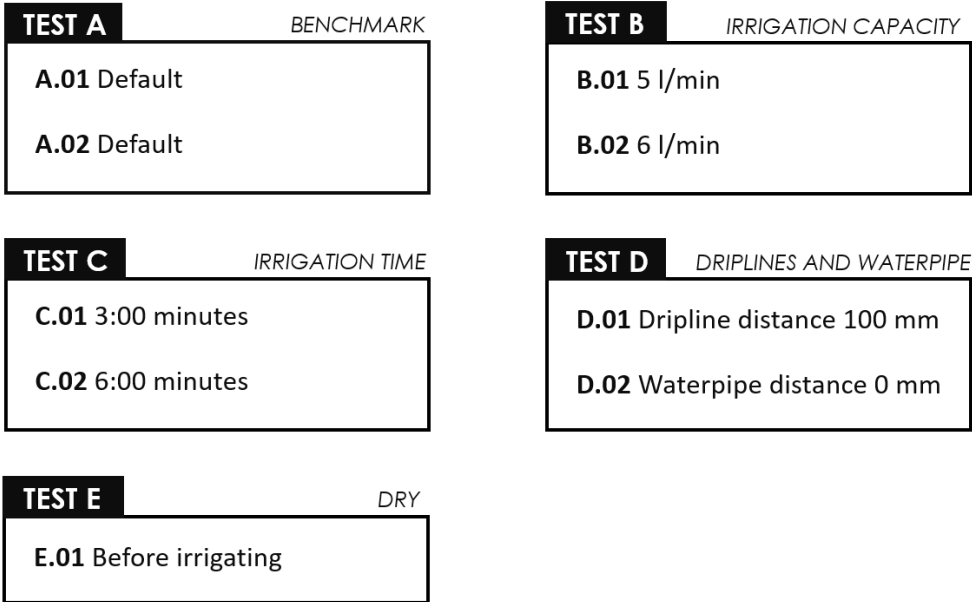 TEST A
BENCHMARK
A.01 Default
A.02 Default
TEST B
IRRIGATION CAPACITY
B.01 5 l/min
B.02 6 l/min
TEST C
IRRIGATION TIME
C.01 3:00 minutes
C.02 6:00 minutes
TEST D
DRIPLINES AND WATERPIPE
D.01 Dripline distance 100 mm
D.02 Waterpipe distance 0 mm
TEST E
DRY
E.01 Before irrigating